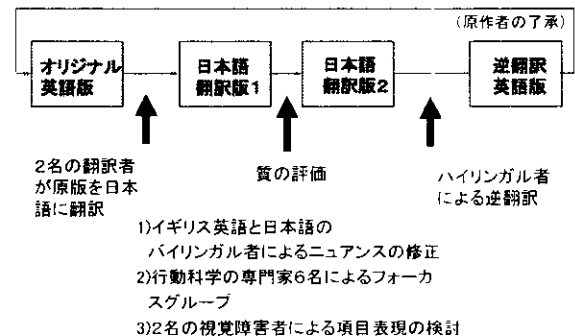 (原作者の了承)
オリジナル
英語版
日本語
翻訳版1
日本語
翻訳版2
逆翻訳
英語版
2名の翻訳者
が原版を日本
語に翻訳
質の評価
ハイリンガル者
による逆翻訳
1)イギリス英語と日本語の
バイリンガル者によるニュアンスの修正
2)行動科学の専門家6名によるフォーカ
スグループ
3)2名の視覚障害者による項目表現の検討